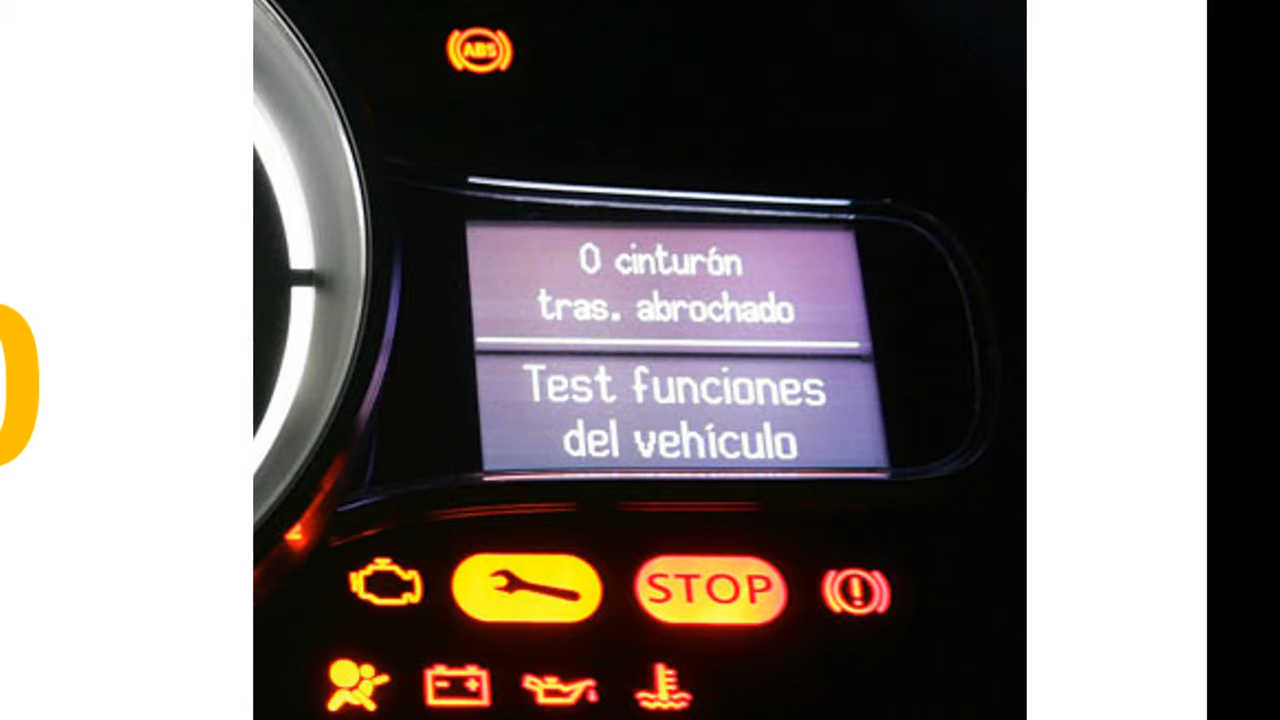 ABS
0 cinturón
tras. abrochado
Test funciones
del vehículo
STOP